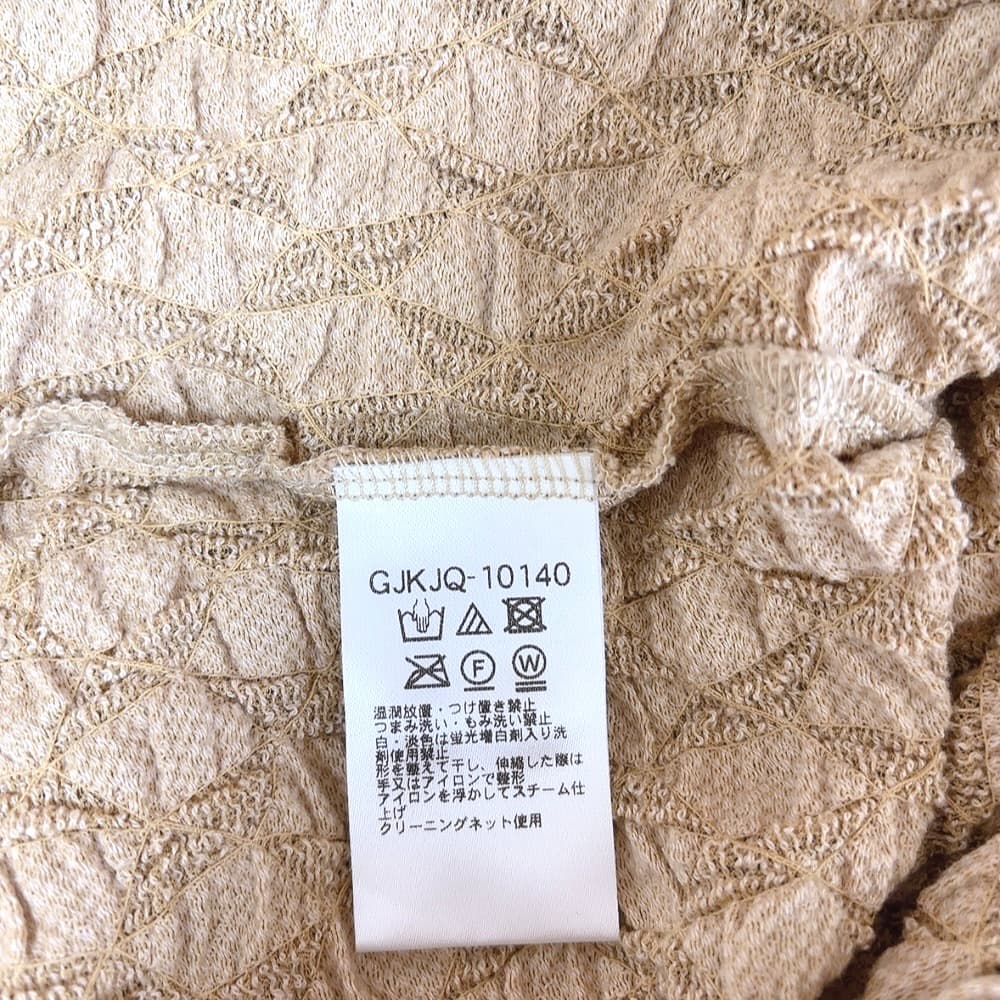 GJKJQ-10140
F W
湿潤放置・つけ置き禁止
つまみ洗い・もみ洗い禁止
白・淡色は蛍光増白剤入り洗
剤使用禁止
形を整えて干し、伸縮した際は
手又はアイロンで整形
アイロンを浮かしてスチーム仕
上げ
クリーニングネット使用